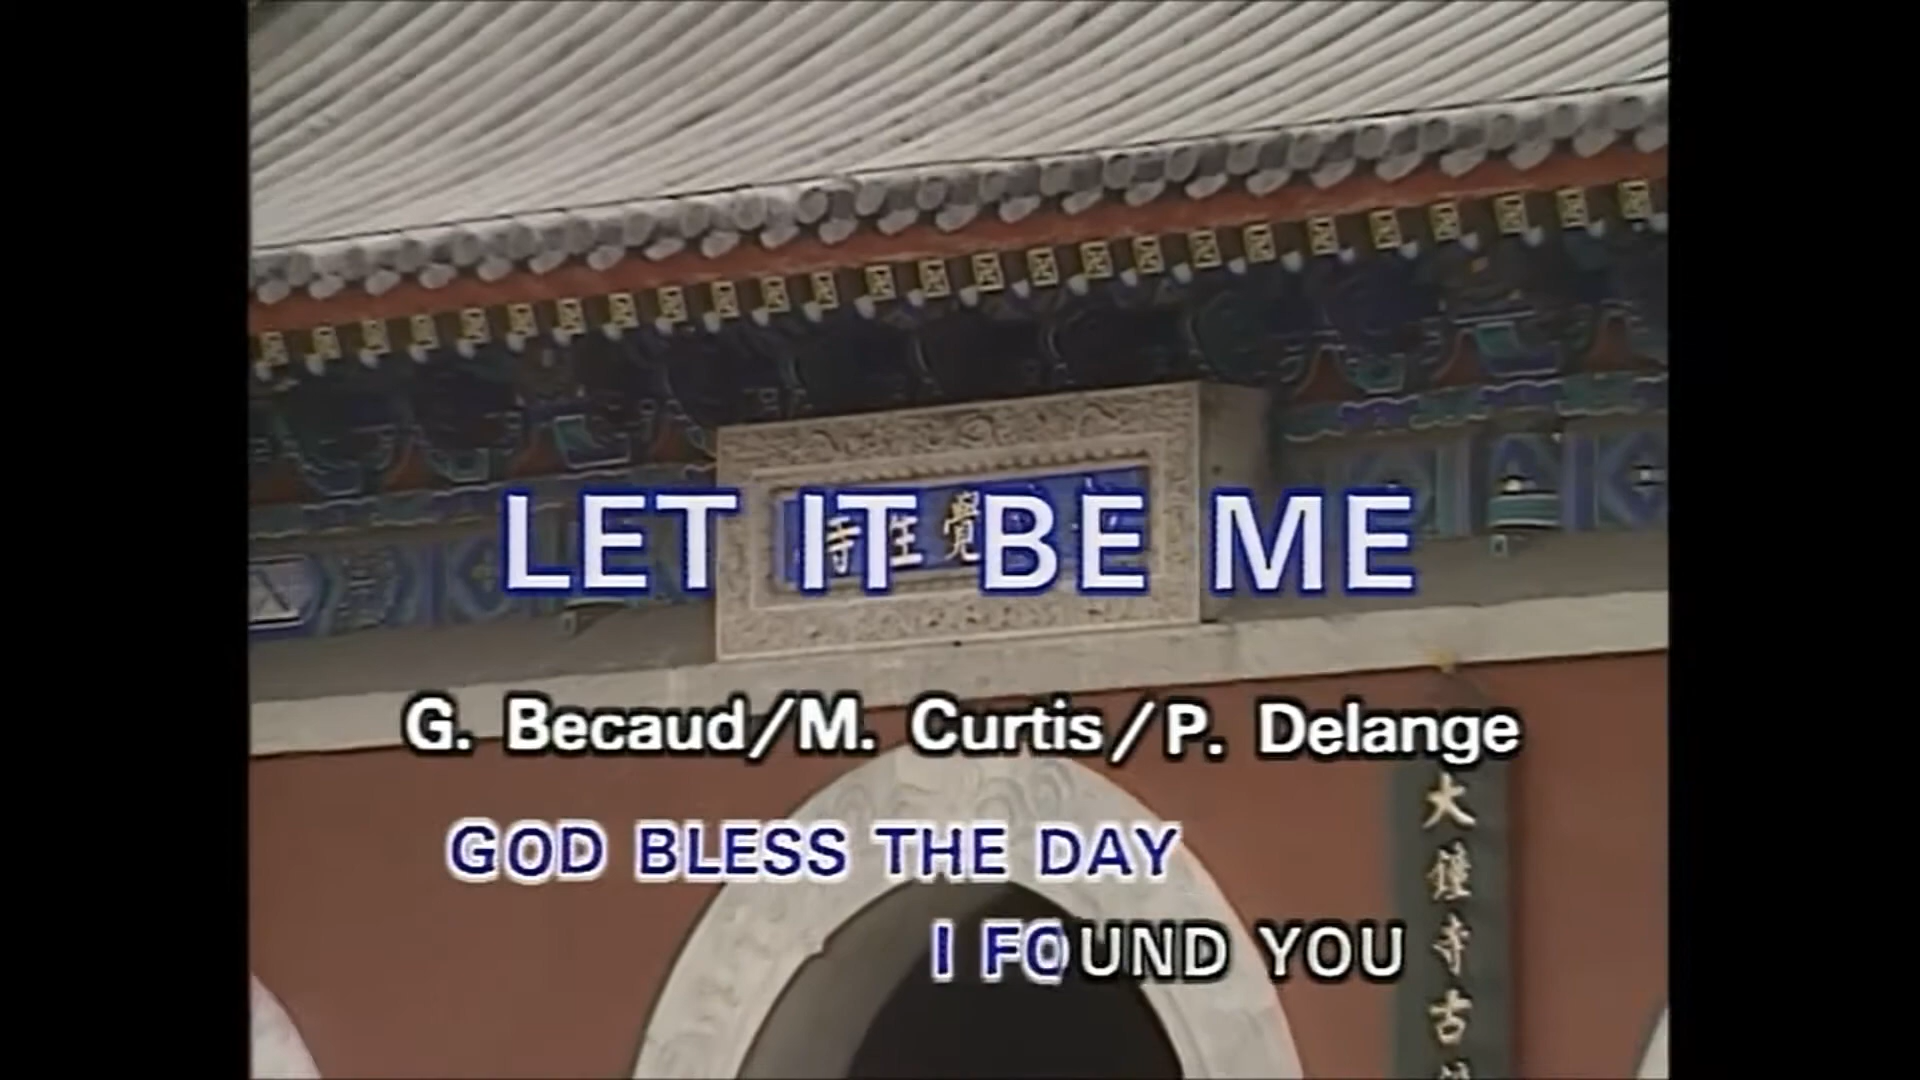 LET IT BE ME
覺生寺
G. Becaud/M. Curtis/P. Delange
GOD BLESS THE DAY
I FOUND YOU
大鐘寺古